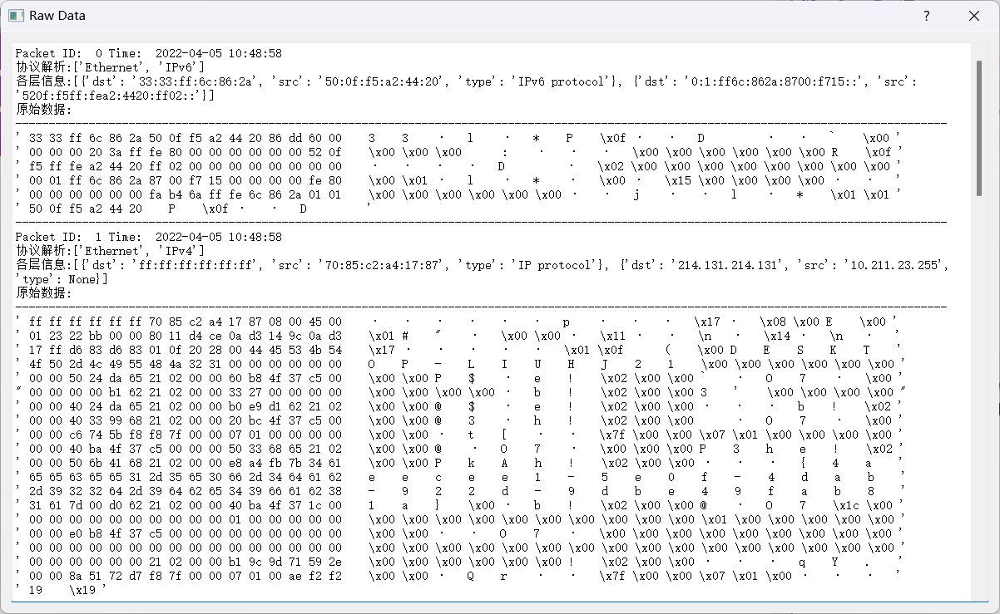 Raw Data
Packet ID:  0 Time:  2022-04-05 10:48:58
协议解析:['Ethernet', 'IPv6']
各层信息:[{'dst': '33:33:ff:6c:86:2a', 'src': '50:0f:f5:a2:44:20', 'type': 'IPv6 protocol'}, {'dst': '0:1:ff6c:862a:8700:f715::', 'src':
'520f:f5ff:fea2:4420:ff02::'}]
原始数据:
' 33 33 ff 6c 86 2a 50 0f f5 a2 44 20 86 dd 60 00    3 3 · l · * P \x0f · · D · · ` \x00 '
' 00 00 00 20 3a ff fe 80 00 00 00 00 00 00 52 0f    \x00 \x00 \x00 : · · · \x00 \x00 \x00 \x00 \x00 \x00 R \x0f '
' f5 ff fe a2 44 20 ff 02 00 00 00 00 00 00 00 00    · · · · D · \x02 \x00 \x00 \x00 \x00 \x00 \x00 \x00 \x00 '
' 00 01 ff 6c 86 2a 87 00 f7 15 00 00 00 00 fe 80    \x00 \x01 · l · * · \x00 · \x15 \x00 \x00 \x00 \x00 · · '
' 00 00 00 00 00 00 fa b4 6a ff fe 6c 86 2a 01 01    \x00 \x00 \x00 \x00 \x00 \x00 · · j · · l · * \x01 \x01 '
' 50 0f f5 a2 44 20    P \x0f · · D '
Packet ID:  1 Time:  2022-04-05 10:48:58
协议解析:['Ethernet', 'IPv4']
各层信息:[{'dst': 'ff:ff:ff:ff:ff:ff', 'src': '70:85:c2:a4:17:87', 'type': 'IP protocol'}, {'dst': '214.131.214.131', 'src': '10.211.23.255',
'type': None}]
原始数据:
' ff ff ff ff ff ff 70 85 c2 a4 17 87 08 00 45 00    · · · · · · p · · · \x17 · \x08 \x00 E \x00 '
' 01 23 22 bb 00 00 80 11 d4 ce 0a d3 14 9c 0a d3    \x01 # " · \x00 \x00 · \x11 · · \n · \x14 · \n · '
' 17 ff d6 83 d6 83 01 0f 20 28 00 44 45 53 4b 54    \x17 · · · · · \x01 \x0f ( \x00 D E S K T '
' 4f 50 2d 4c 49 55 48 4a 32 31 00 00 00 00 00 00    O P - L I U H J 2 1 \x00 \x00 \x00 \x00 \x00 \x00 '
' 00 00 50 24 da 65 21 02 00 00 60 b8 4f 37 c5 00    \x00 \x00 P $ · e ! \x02 \x00 \x00 ` · O 7 · \x00 '
" 00 00 00 00 b1 62 21 02 00 00 33 27 00 00 00 00    \x00 \x00 \x00 \x00 · b ! \x02 \x00 \x00 3 ' \x00 \x00 \x00 \x00 "
' 00 00 40 24 da 65 21 02 00 00 b0 e9 d1 62 21 02    \x00 \x00 @ $ · e ! \x02 \x00 \x00 · · · b ! \x02 '
' 00 00 40 33 99 68 21 02 00 00 20 bc 4f 37 c5 00    \x00 \x00 @ 3 · h ! \x02 \x00 \x00 · O 7 · \x00 '
' 00 00 c6 74 5b f8 f8 7f 00 00 07 01 00 00 00 00    \x00 \x00 · t [ · · \x7f \x00 \x00 \x07 \x01 \x00 \x00 \x00 \x00 '
' 00 00 40 ba 4f 37 c5 00 00 00 50 33 68 65 21 02    \x00 \x00 @ · O 7 · \x00 \x00 \x00 P 3 h e ! \x02 '
' 00 00 50 6b 41 68 21 02 00 00 e8 a4 fb 7b 34 61    \x00 \x00 P k A h ! \x02 \x00 \x00 · · · { 4 a '
' 65 65 63 65 65 31 2d 35 65 30 66 2d 34 64 61 62    e e c e e 1 - 5 e 0 f - 4 d a b '
' 2d 39 32 32 64 2d 39 64 62 65 34 39 66 61 62 38    - 9 2 2 d - 9 d b e 4 9 f a b 8 '
' 31 61 7d 00 d0 62 21 02 00 00 40 ba 4f 37 1c 00    1 a } \x00 · b ! \x02 \x00 \x00 @ · O 7 \x1c \x00 '
' 00 00 00 00 00 00 00 00 00 00 01 00 00 00 00 00    \x00 \x00 \x00 \x00 \x00 \x00 \x00 \x00 \x00 \x00 \x01 \x00 \x00 \x00 \x00 \x00 '
' 00 00 e0 b8 4f 37 c5 00 00 00 00 00 00 00 00 00    \x00 \x00 · · O 7 · \x00 \x00 \x00 \x00 \x00 \x00 \x00 \x00 \x00 '
' 00 00 00 00 00 00 00 00 00 00 00 00 00 00 00 00    \x00 \x00 \x00 \x00 \x00 \x00 \x00 \x00 \x00 \x00 \x00 \x00 \x00 \x00 \x00 \x00 '
' 00 00 00 00 00 00 21 02 00 00 b1 9c 9d 71 59 2e    \x00 \x00 \x00 \x00 \x00 \x00 ! \x02 \x00 \x00 · · · q Y . '
' 00 00 8a 51 72 d7 f8 7f 00 00 07 01 00 ae f2 f2    \x00 \x00 · Q r · · \x7f \x00 \x00 \x07 \x01 \x00 · · · '
' 19    \x19 '